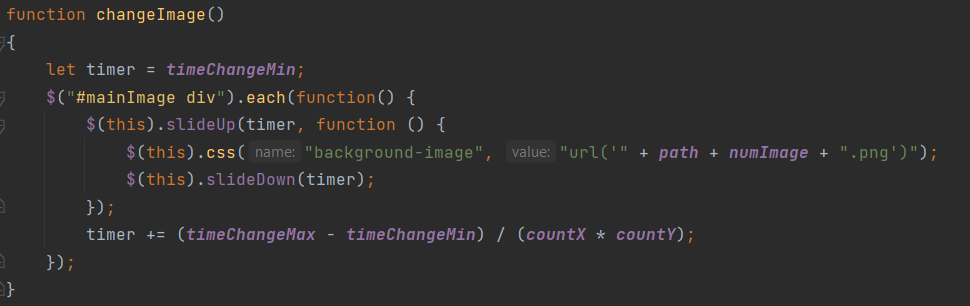 function changeImage()
{
    let timer = timeChangeMin;
    $("#mainImage div").each(function() {
        $(this).slideUp(timer, function () {
            $(this).css( name: "background-image", value: "url('" + path + numImage + ".png')");
            $(this).slideDown(timer);
        });
        timer += (timeChangeMax - timeChangeMin) / (countX * countY);
    });
}